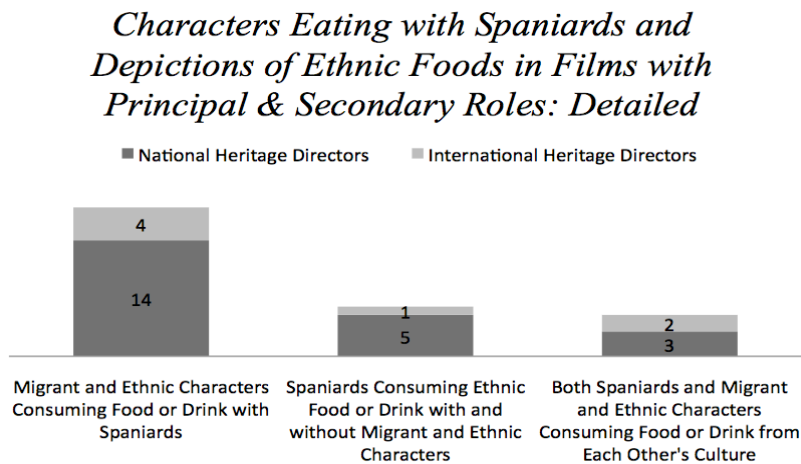 Characters Eating with Spaniards and
Depictions of Ethnic Foods in Films with
Principal & Secondary Roles: Detailed
National Heritage Directors
International Heritage Directors
4
14
1
5
2
3
Migrant and Ethnic Characters
Consuming Food or Drink with
Spaniards
Spaniards Consuming Ethnic
Food or Drink with and
without Migrant and Ethnic
Characters
Both Spaniards and Migrant
and Ethnic Characters
Consuming Food or Drink from
Each Other's Culture